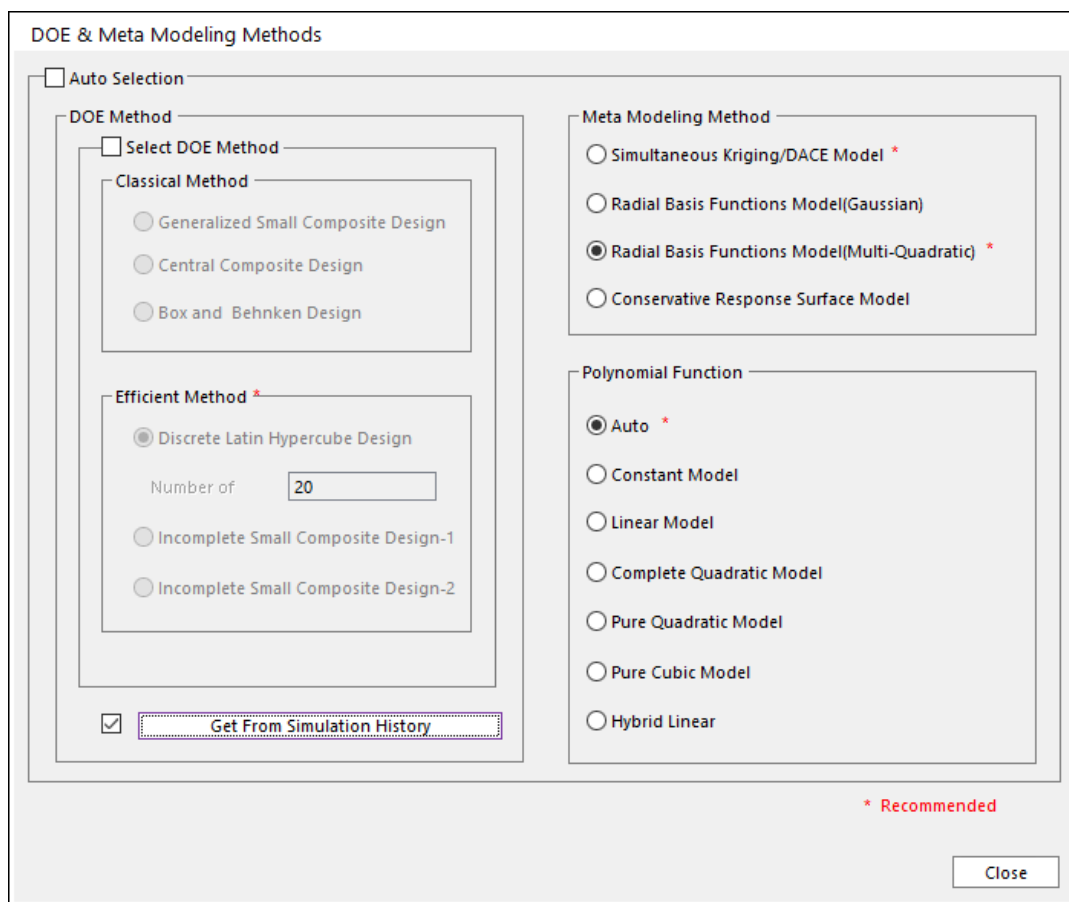 DOE & Meta Modeling Methods
Auto Selection
DOE Method
Select DOE Method
Classical Method
Generalized Small Composite Design
Central Composite Design
Box and Behnken Design
Efficient Method *
Discrete Latin Hypercube Design
Number of 20
Incomplete Small Composite Design-1
Incomplete Small Composite Design-2
Get From Simulation History
Meta Modeling Method
Simultaneous Kriging/DACE Model *
Radial Basis Functions Model(Gaussian)
Radial Basis Functions Model(Multi-Quadratic) *
Conservative Response Surface Model
Polynomial Function
Auto *
Constant Model
Linear Model
Complete Quadratic Model
Pure Quadratic Model
Pure Cubic Model
Hybrid Linear
* Recommended
Close